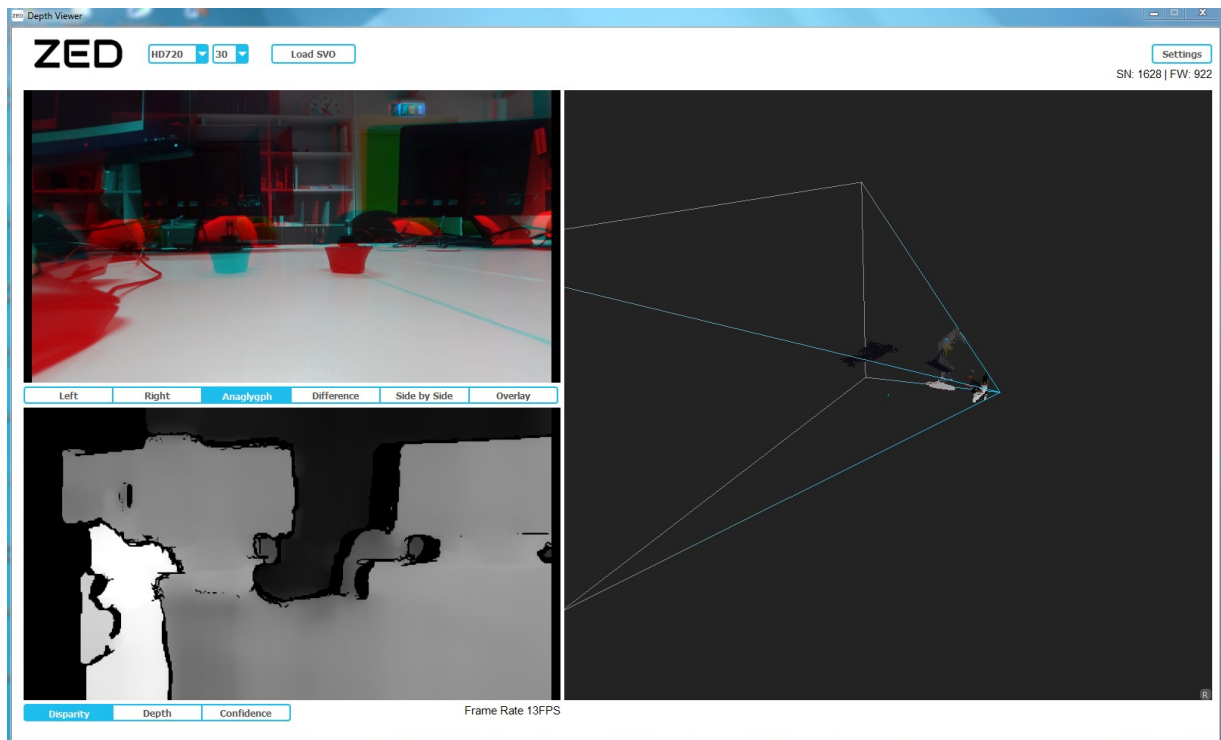 ZED Depth Viewer
ZED HD720 30 Load SVO Settings
SN: 1628 | FW: 922
Left Right Anaglygph Difference Side by Side Overlay
Disparity Depth Confidence Frame Rate 13FPS
R